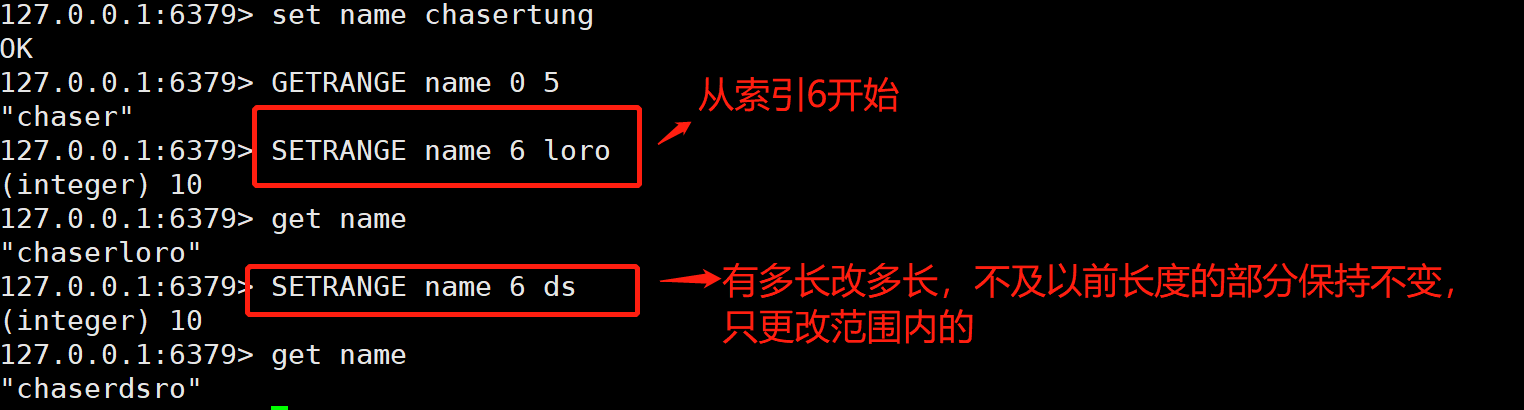 127.0.0.1:6379> set name chasertung
OK
127.0.0.1:6379> GETRANGE name 0 5
从索引6开始
"chaser"
127.0.0.1:6379> SETRANGE name 6 loro
(integer) 10
127.0.0.1:6379> get name
"chaserloro"
127.0.0.1:6379> SETRANGE name 6 ds
有多长改多长，不及以前长度的部分保持不变，
只更改范围内的
(integer) 10
127.0.0.1:6379> get name
"chaserdsro"